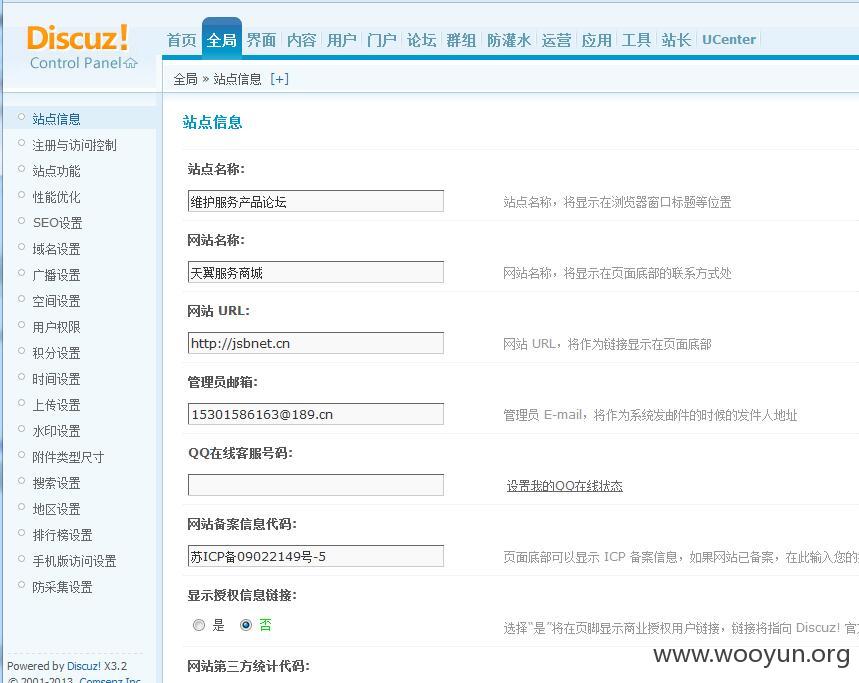 Discuz!
Control Panel
首页 全局 界面 内容 用户 门户 论坛 群组 防灌水 运营 应用 工具 站长 UCenter
全局 » 站点信息 [+]
站点信息
注册与访问控制
站点功能
性能优化
SEO设置
域名设置
广播设置
空间设置
用户权限
积分设置
时间设置
上传设置
水印设置
附件类型尺寸
搜索设置
地区设置
排行榜设置
手机版访问设置
防采集设置
Powered by Discuz! X3.2
© 2001-2013, Comsenz Inc.
站点信息
站点名称:
维护服务产品论坛 站点名称，将显示在浏览器窗口标题等位置
网站名称:
天翼服务商城 网站名称，将显示在页面底部的联系方式处
网站 URL:
http://jsbnet.cn 网站 URL，将作为链接显示在页面底部
管理员邮箱:
15301586163@189.cn 管理员 E-mail，将作为系统发邮件的时候的发件人地址
QQ在线客服号码:
设置我的QQ在线状态
网站备案信息代码:
苏ICP备09022149号-5 页面底部可以显示 ICP 备案信息，如果网站已备案，在此输入您的
显示授权信息链接:
是 否 选择“是”将在页脚显示商业授权用户链接，链接将指向 Discuz! 官
网站第三方统计代码:
www.wooyun.org